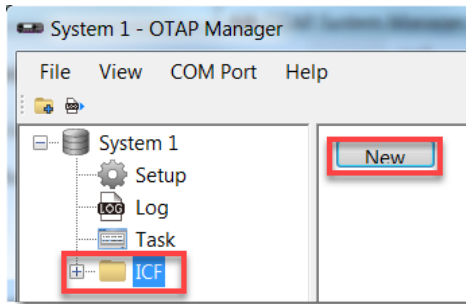 System 1 - OTAP Manager
File View COM Port Help
System 1
Setup
LOG Log
Task
ICF
New